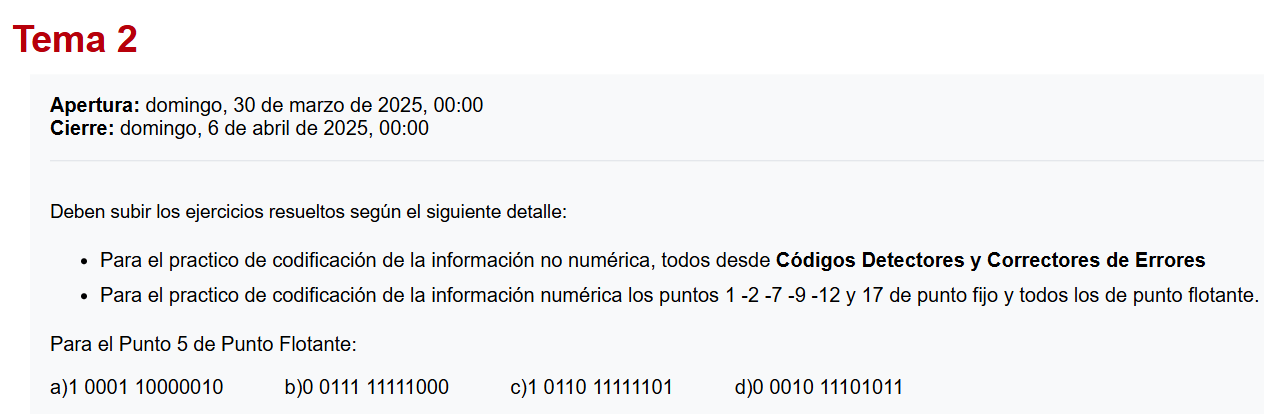 Tema 2
Apertura: domingo, 30 de marzo de 2025, 00:00
Cierre: domingo, 6 de abril de 2025, 00:00
Deben subir los ejercicios resueltos según el siguiente detalle:
• Para el practico de codificación de la información no numérica, todos desde Códigos Detectores y Correctores de Errores
• Para el practico de codificación de la información numérica los puntos 1 -2 -7 -9 -12 y 17 de punto fijo y todos los de punto flotante.
Para el Punto 5 de Punto Flotante:
a)1 0001 10000010 b)0 0111 11111000 c)1 0110 11111101 d)0 0010 11101011